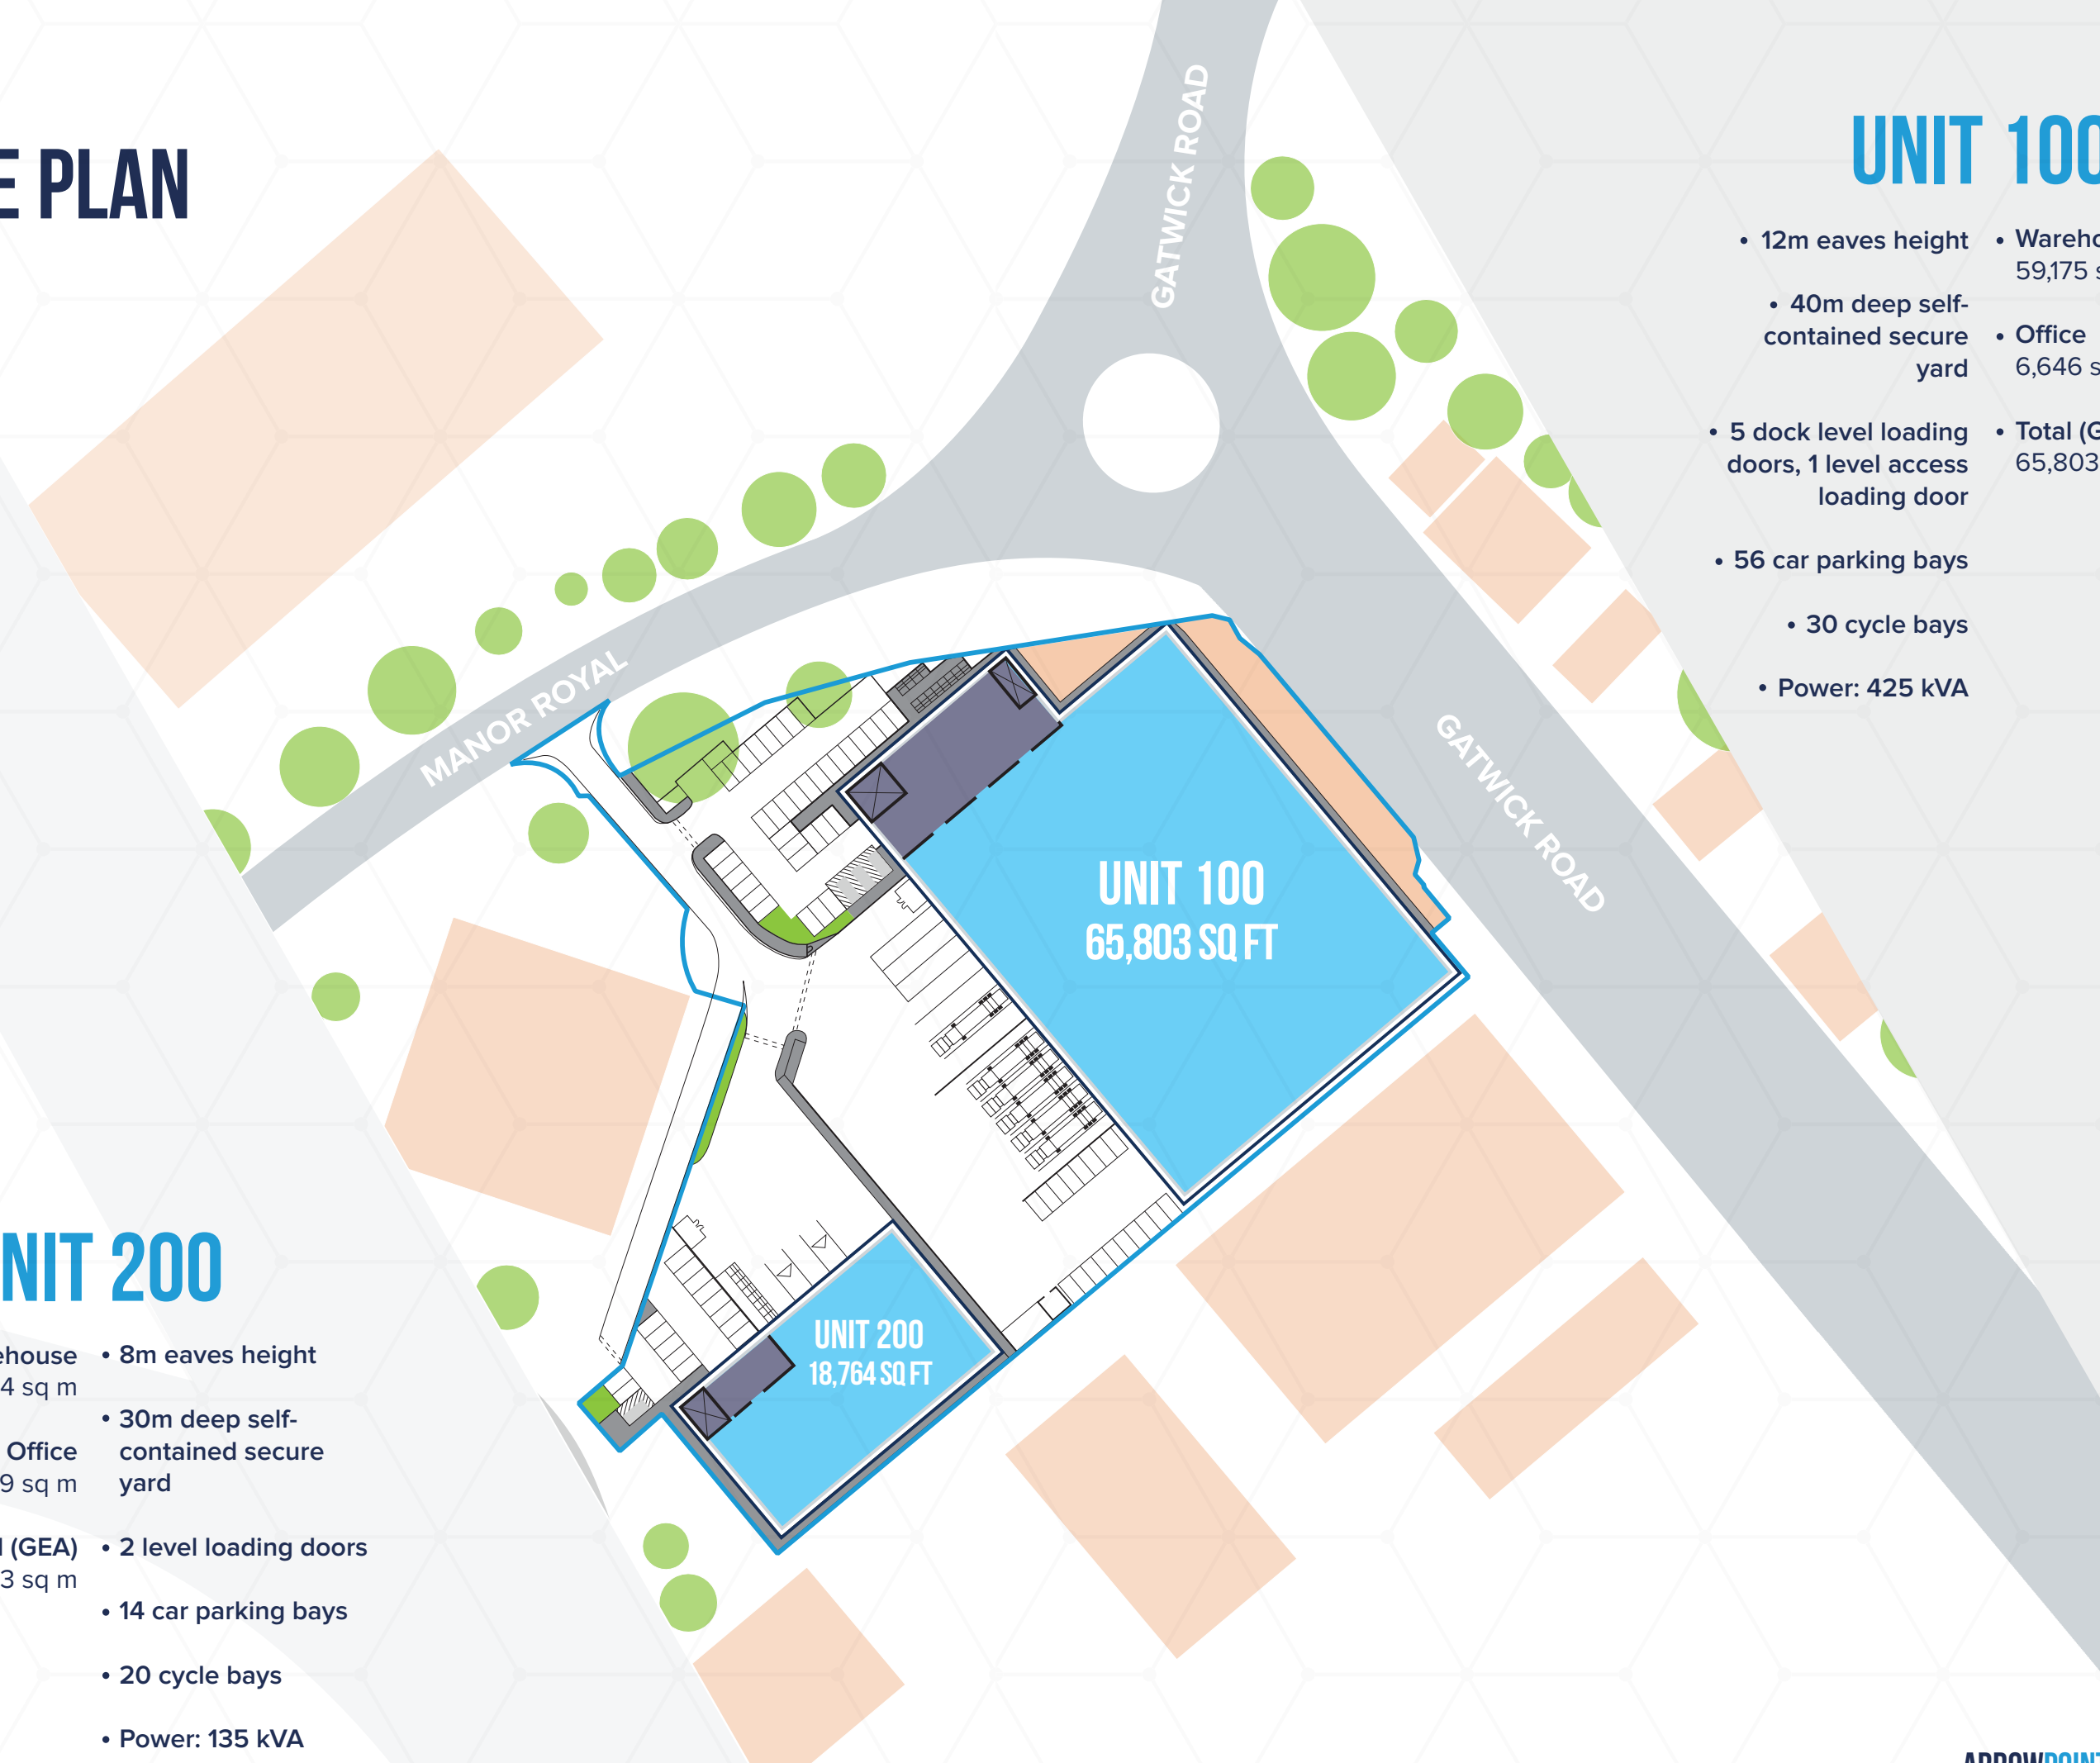 E PLAN
GATWICK ROAD
MANOR ROYAL
GATWICK ROAD
UNIT 100
65,803 SQ FT
UNIT 200
18,764 SQ FT
UNIT 100
• 12m eaves height
• 40m deep self-
contained secure
yard
• 5 dock level loading
doors, 1 level access
loading door
• 56 car parking bays
• 30 cycle bays
• Power: 425 kVA
• Wareho
59,175 s
• Office
6,646 s
• Total (G
65,803
NIT 200
ehouse
4 sq m
Office
9 sq m
l (GEA)
3 sq m
• 8m eaves height
• 30m deep self-
contained secure
yard
• 2 level loading doors
• 14 car parking bays
• 20 cycle bays
• Power: 135 kVA
ARROWPOINT